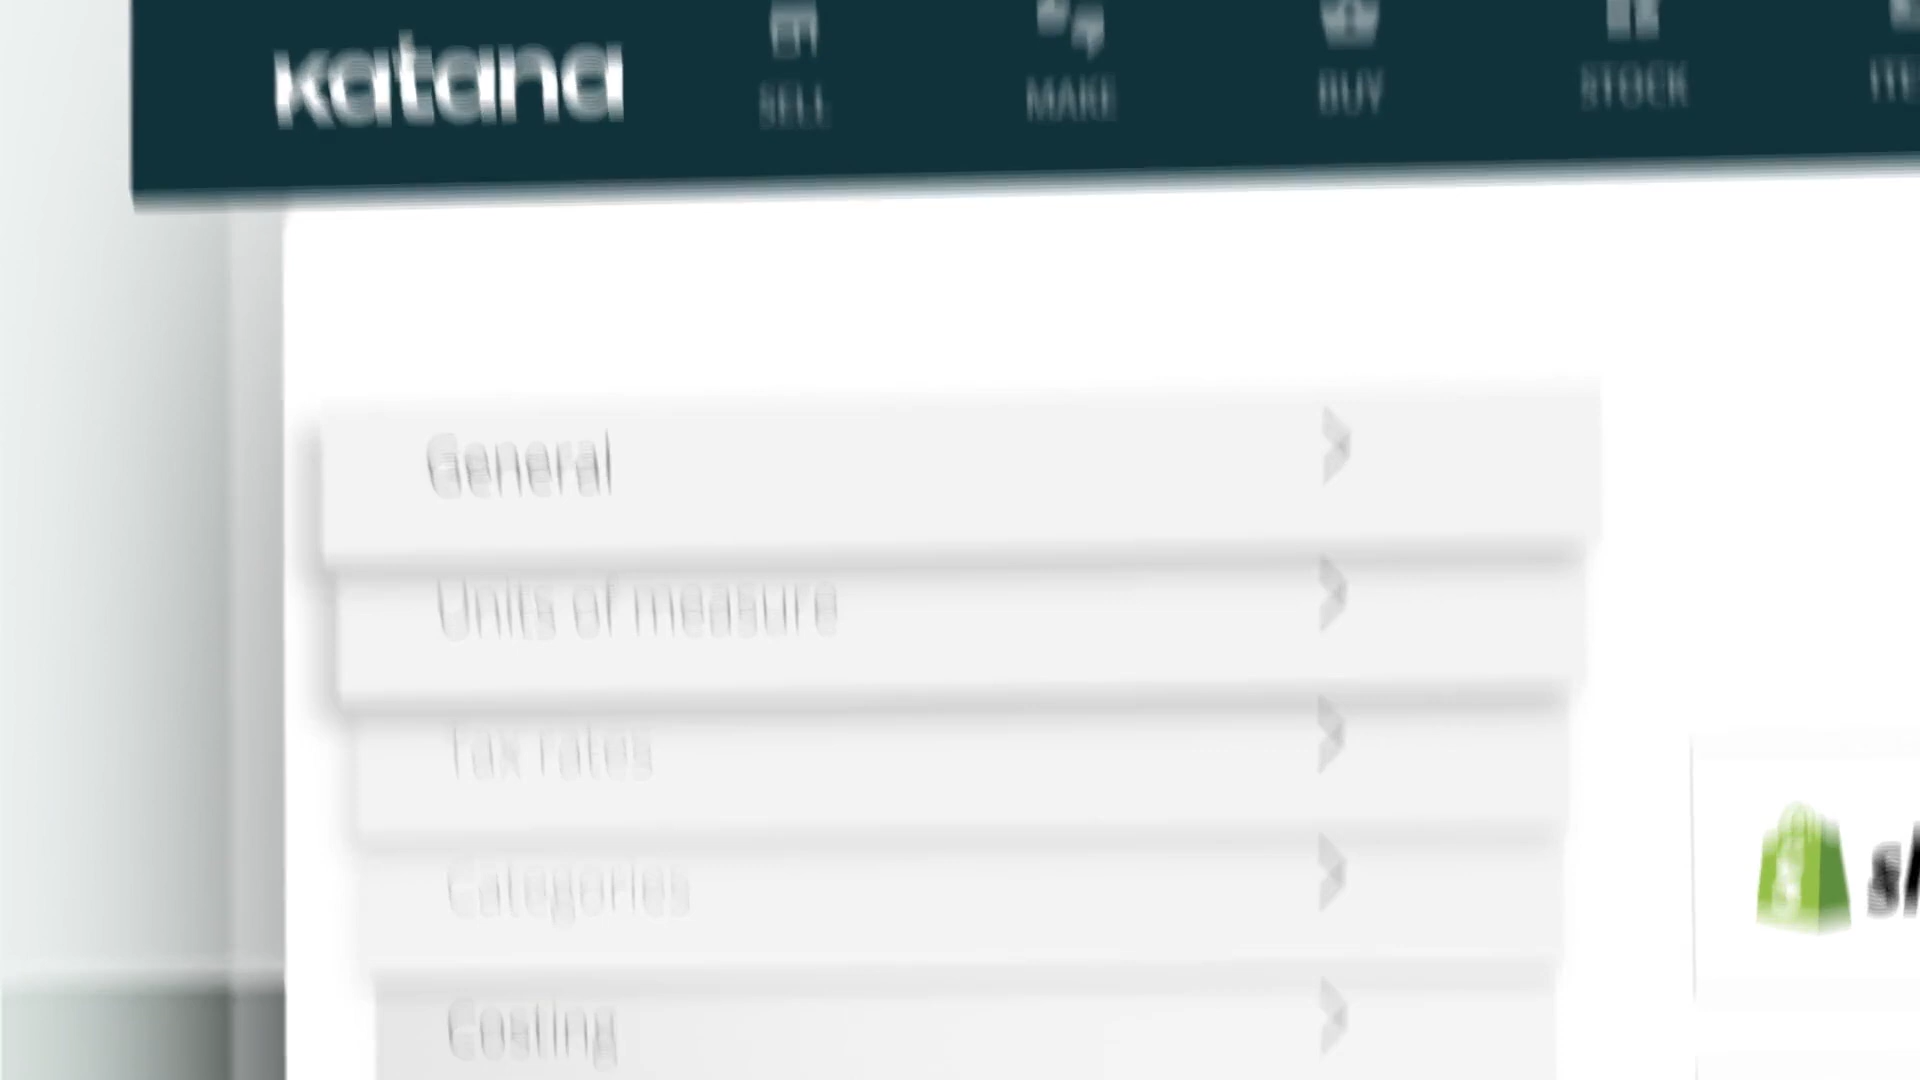 katana
SELL
MAKE
BUY
STOCK
General
Units of measure
Tax rates
Categories
Costing